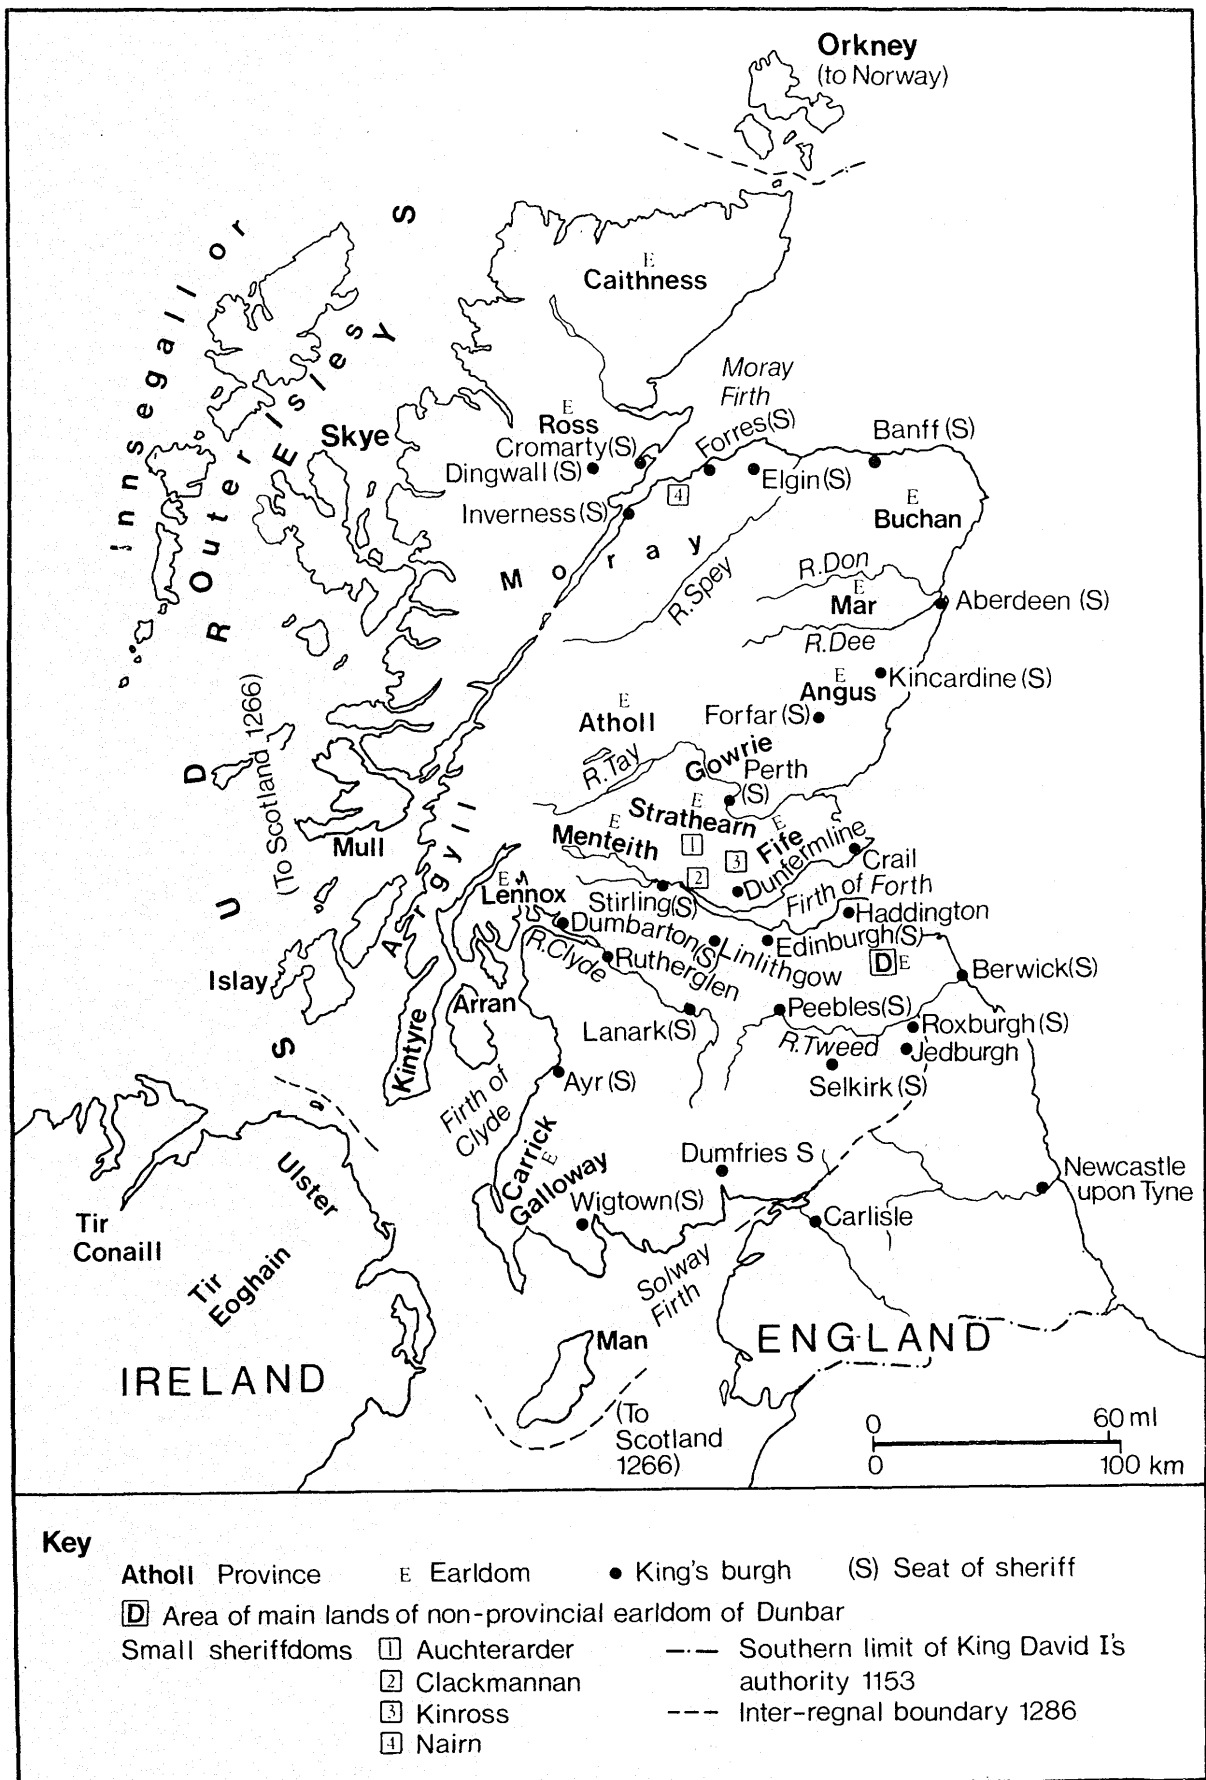 Orkney
(to Norway)
Innsegall or
Outer Isles
SUDREYS
E
Caithness
Moray
Firth
E
Ross
Cromarty(S)
Dingwall (S)
Inverness(S)
Forres(S)
Elgin(S)
Banff (S)
4
E
Buchan
Skye
Moray
R.Spey
R.Don
E
Mar
R.Dee
Aberdeen (S)
E
Angus
Kincardine (S)
Forfar(S)
E
Atholl
R.Tay
Gowrie
Perth
(S)
E
Strathearn
E
Menteith
1
E
Fife
3
2
Dunfermline
Crail
Firth of Forth
Stirling(S)
Haddington
(To Scotland 1266)
Mull
Argyll
E
Lennox
Dumbarton(S)
R.Clyde
Rutherglen
Linlithgow
Edinburgh(S)
D E
Berwick(S)
Islay
Arran
Kintyre
Lanark(S)
Peebles(S)
R.Tweed
Roxburgh (S)
Jedburgh
Selkirk (S)
Firth of
Clyde
Ayr (S)
Carrick
E
Galloway
Wigtown(S)
Dumfries S
Newcastle
upon Tyne
Carlisle
Solway
Firth
Ulster
Tir
Conaill
Tir
Eoghain
IRELAND
Man
(To
Scotland
1266)
ENGLAND
0 60 ml
0 100 km
Key
Atholl Province E Earldom ● King's burgh (S) Seat of sheriff
D Area of main lands of non-provincial earldom of Dunbar
Small sheriffdoms 1 Auchterarder
2 Clackmannan
3 Kinross
4 Nairn
—·— Southern limit of King David I's
authority 1153
--- Inter-regnal boundary 1286